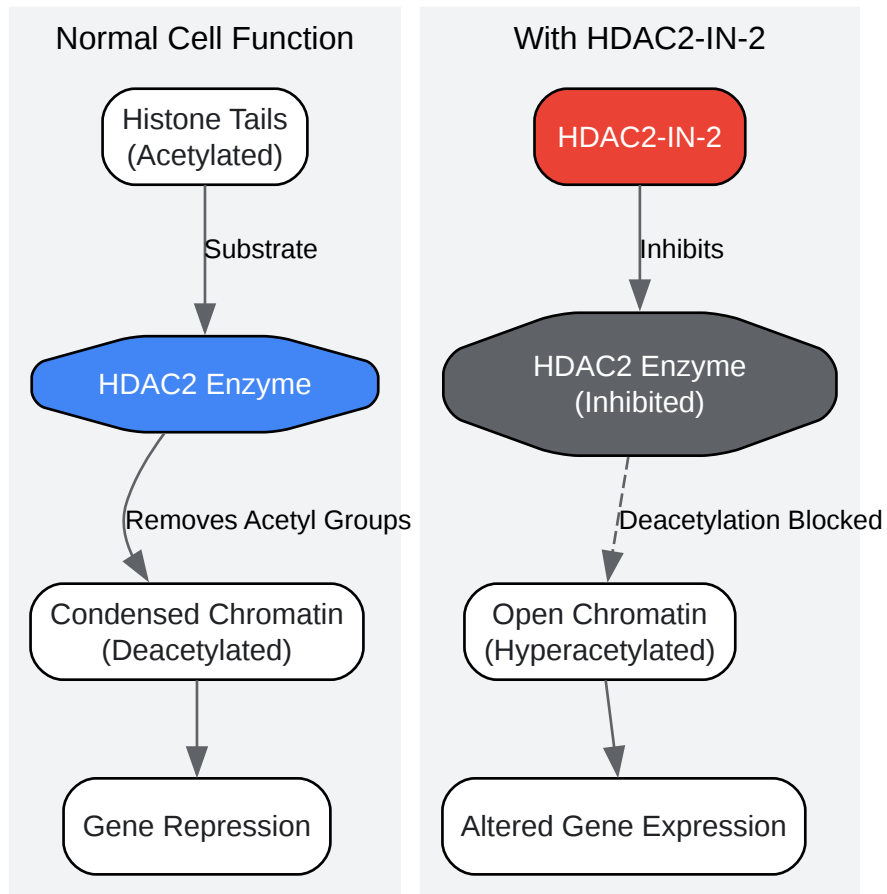 Normal Cell Function
Histone Tails
(Acetylated)
Substrate
HDAC2 Enzyme
Removes Acetyl Groups
Condensed Chromatin
(Deacetylated)
Gene Repression
With HDAC2-IN-2
HDAC2-IN-2
Inhibits
HDAC2 Enzyme
(Inhibited)
Deacetylation Blocked
Open Chromatin
(Hyperacetylated)
Altered Gene Expression